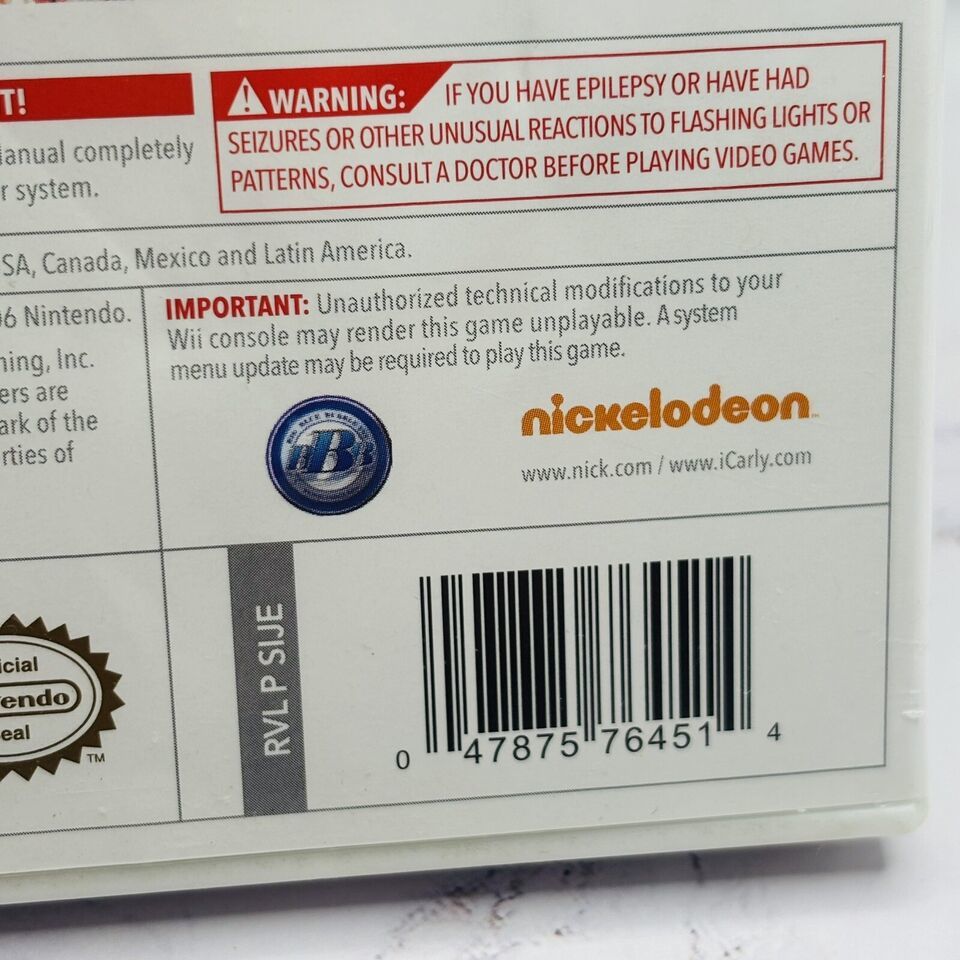 T!
anual completely
r system.
WARNING: IF YOU HAVE EPILEPSY OR HAVE HAD
SEIZURES OR OTHER UNUSUAL REACTIONS TO FLASHING LIGHTS OR
PATTERNS, CONSULT A DOCTOR BEFORE PLAYING VIDEO GAMES.
SA, Canada, Mexico and Latin America.
06 Nintendo.
ning, Inc.
ers are
ark of the
rties of
IMPORTANT: Unauthorized technical modifications to your
Wii console may render this game unplayable. A system
menu update may be required to play this game.
BBB
nickelodeon
www.nick.com / www.iCarly.com
icial
endo
eal
TM
RVL P SIJE
0 47875 76451 4